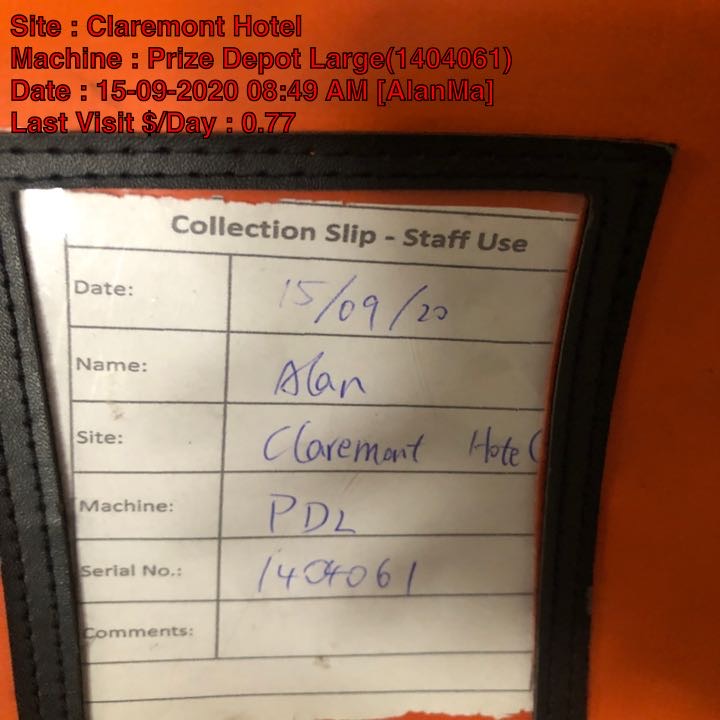 Site : Claremont Hotel
Machine : Prize Depot Large(1404061)
Date : 15-09-2020 08:49 AM [AlanMa]
Last Visit $/Day : 0.77
Collection Slip - Staff Use
Date: 15/09/20
Name: Alan
Site: Claremont Hotel
Machine: PDL
Serial No.: 1404061
Comments: